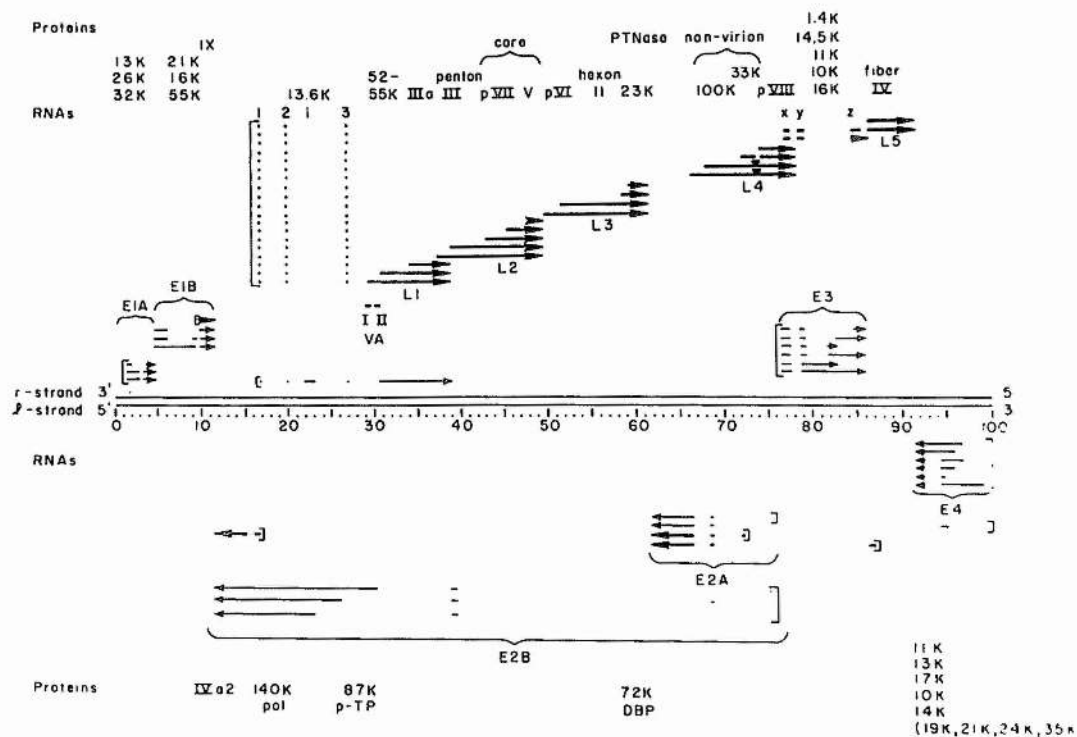 Proteins
1.4K
PTNase non-virion 14,5K
IX core 11K
13K 21K 52- penton hexon 33K 10K fiber
26K 16K 55K IIIa III pVII V pVI II 23K 100K pVIII 16K IV
32K 55K 13.6K
RNAs 1 2 i 3 x y z
L5
L4
L3
L2
L1
E1A E1B I II E3
VA
r-strand 3' 5
l-strand 5' 3
0 10 20 30 40 50 60 70 80 90 100
RNAs
E4
E2A
E2B
11K
13K
Proteins IVa2 140K 87K 72K 17K
pol p-TP DBP 10K
14K
(19K,21K,24K,35K